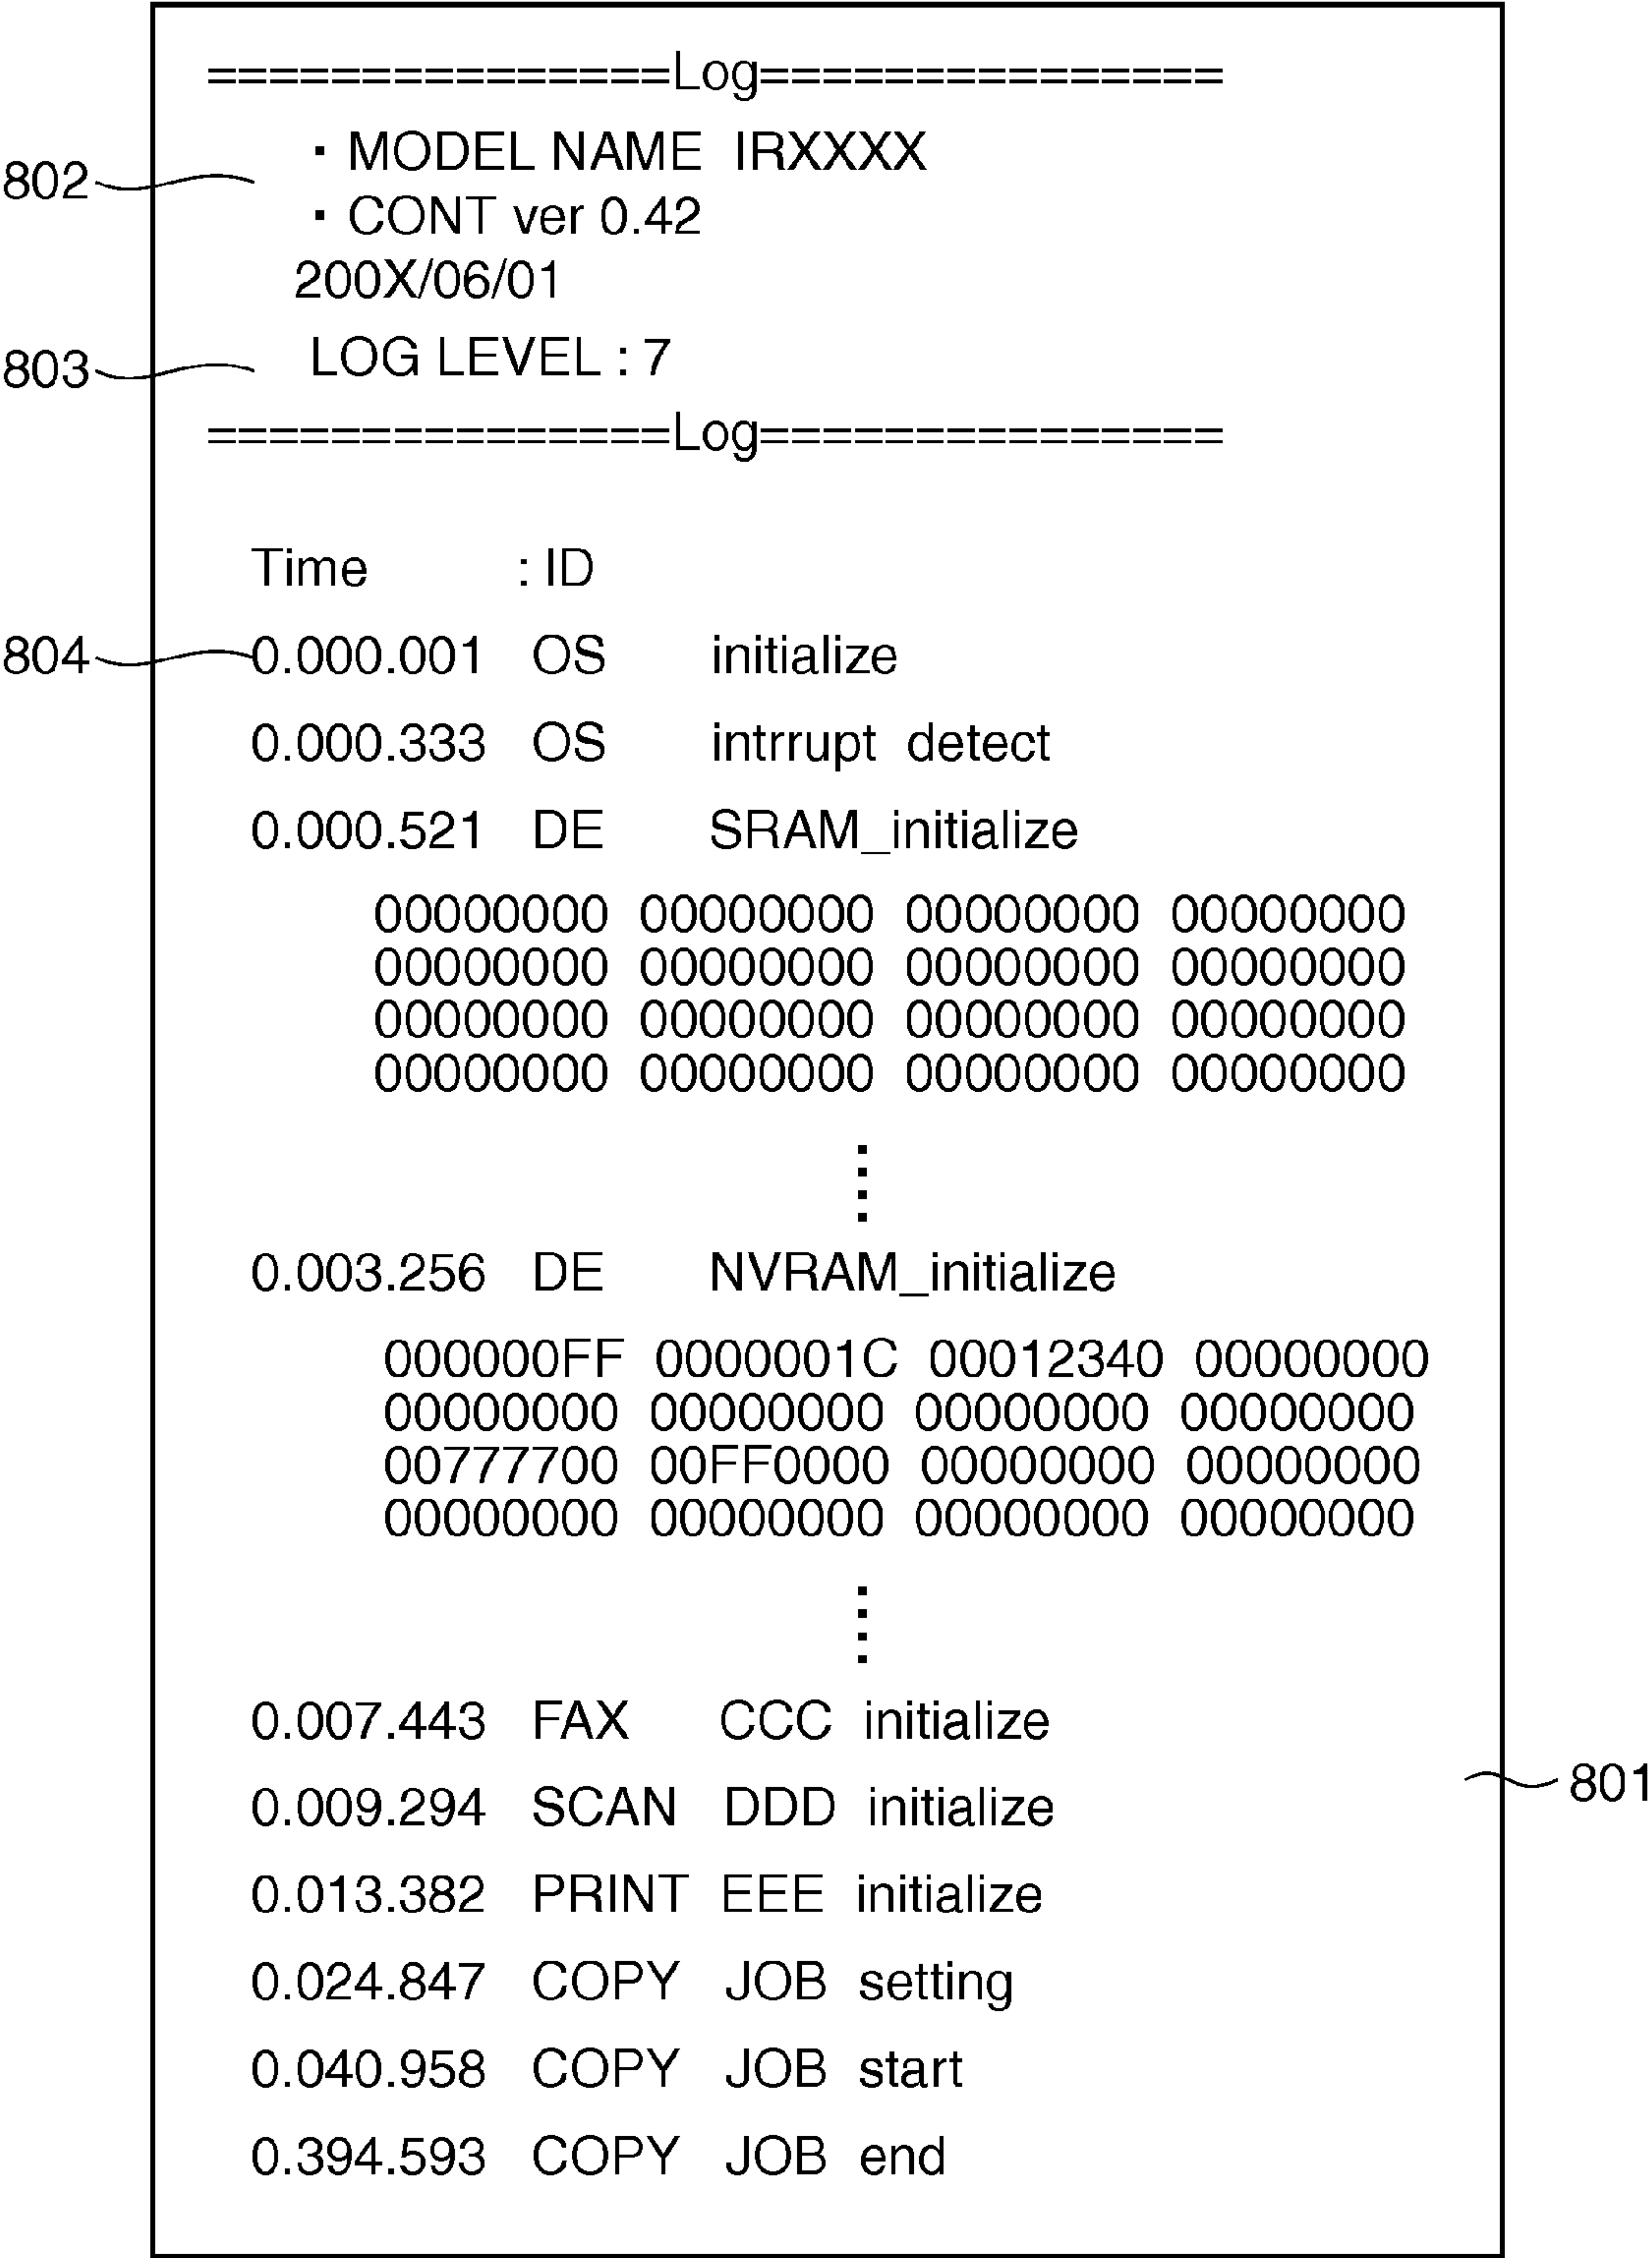 ===============Log===============
802
・MODEL NAME IRXXXX
・CONT ver 0.42
200X/06/01
803
LOG LEVEL : 7
===============Log===============
Time : ID
804
0.000.001 OS initialize
0.000.333 OS intrrupt detect
0.000.521 DE SRAM_initialize
00000000 00000000 00000000 00000000
00000000 00000000 00000000 00000000
00000000 00000000 00000000 00000000
00000000 00000000 00000000 00000000
0.003.256 DE NVRAM_initialize
000000FF 0000001C 00012340 00000000
00000000 00000000 00000000 00000000
00777700 00FF0000 00000000 00000000
00000000 00000000 00000000 00000000
0.007.443 FAX CCC initialize
801
0.009.294 SCAN DDD initialize
0.013.382 PRINT EEE initialize
0.024.847 COPY JOB setting
0.040.958 COPY JOB start
0.394.593 COPY JOB end